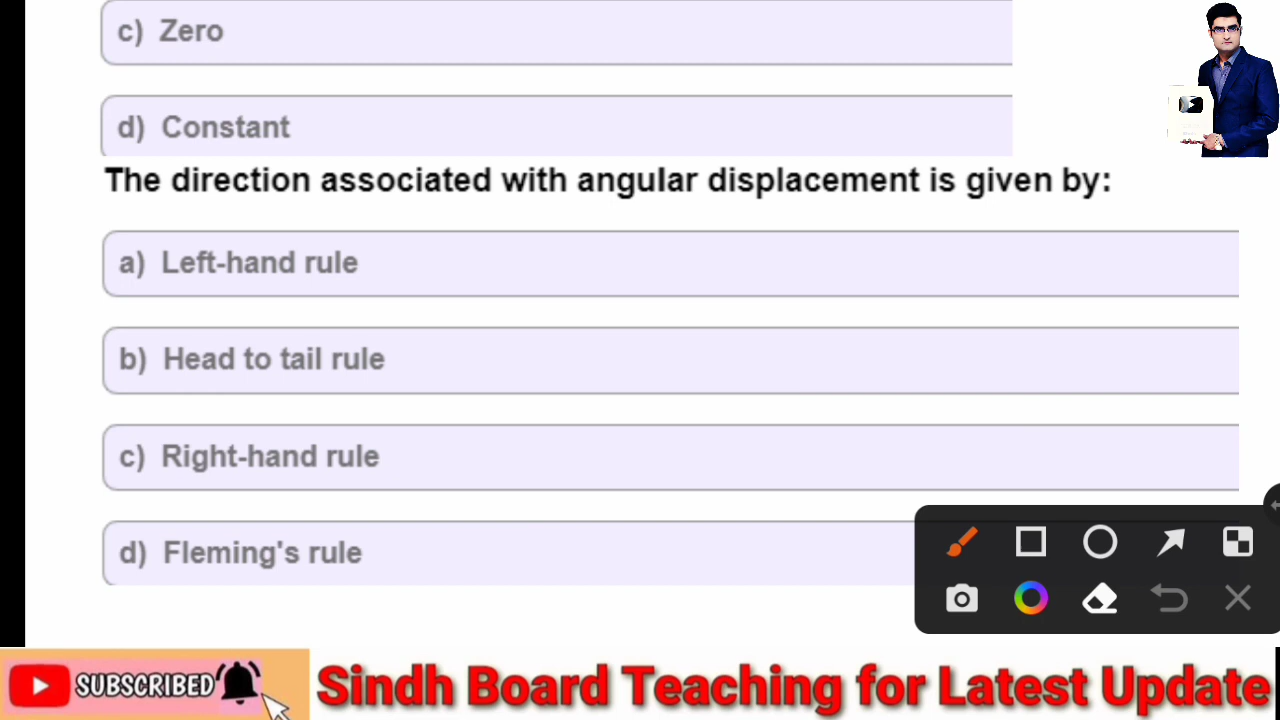 c) Zero
d) Constant
The direction associated with angular displacement is given by:
a) Left-hand rule
b) Head to tail rule
c) Right-hand rule
d) Fleming's rule
SUBSCRIBED
Sindh Board Teaching for Latest Update